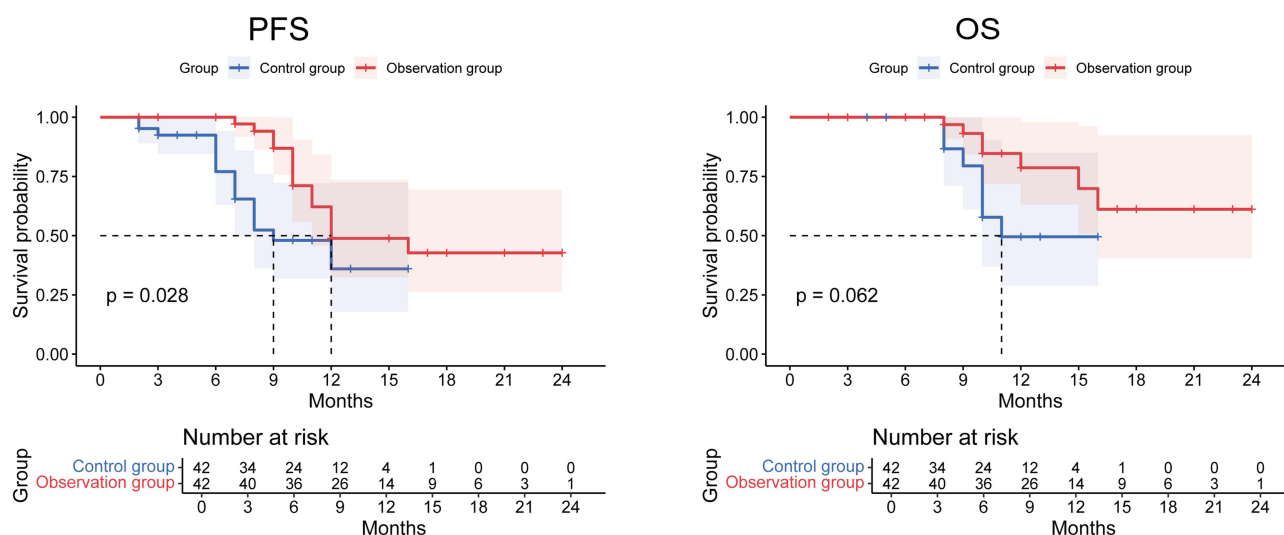 PFS
Group Control group Observation group
1.00
0.75
0.50
0.25
0.00
Survival probability
p = 0.028
0 3 6 9 12 15 18 21 24
Months
Number at risk
Group
Control group 42 34 24 12 4 1 0 0 0
Observation group 42 40 36 26 14 9 6 3 1
0 3 6 9 12 15 18 21 24
Months
OS
Group Control group Observation group
1.00
0.75
0.50
0.25
0.00
Survival probability
p = 0.062
0 3 6 9 12 15 18 21 24
Months
Number at risk
Group
Control group 42 34 24 12 4 1 0 0 0
Observation group 42 40 36 26 14 9 6 3 1
0 3 6 9 12 15 18 21 24
Months